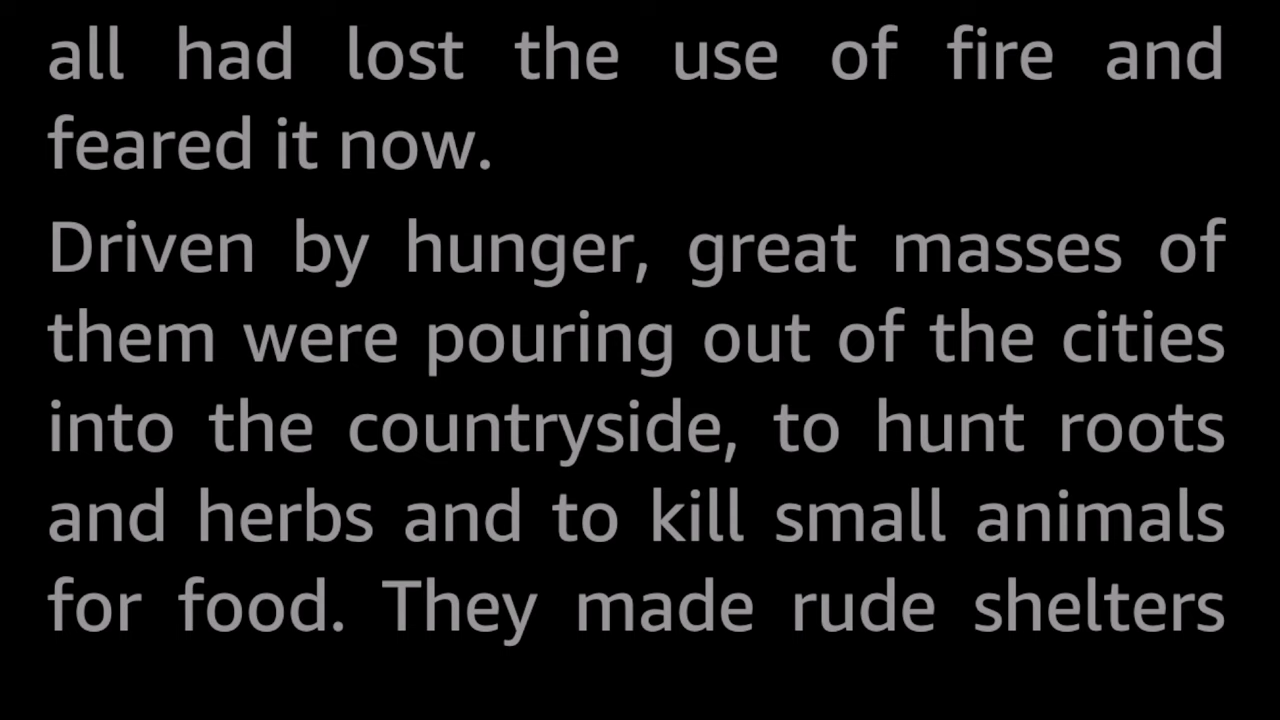 all had lost the use of fire and
feared it now.
Driven by hunger, great masses of
them were pouring out of the cities
into the countryside, to hunt roots
and herbs and to kill small animals
for food. They made rude shelters